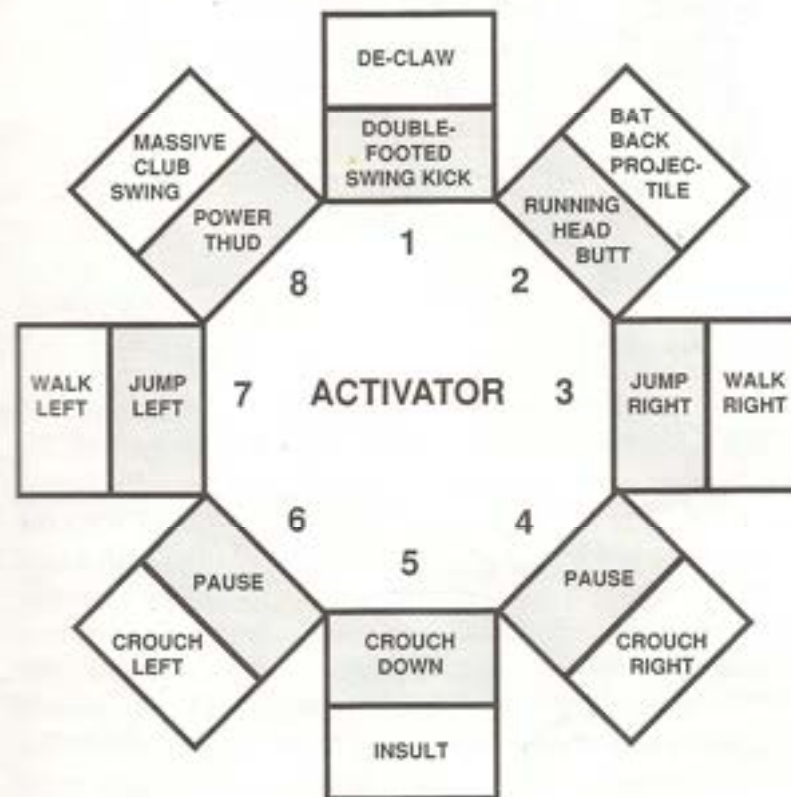 DE-CLAW
DOUBLE-
FOOTED
SWING KICK
1
BAT
BACK
PROJEC-
TILE
RUNNING
HEAD
BUTT
2
MASSIVE
CLUB
SWING
POWER
THUD
8
WALK
LEFT
JUMP
LEFT
7
ACTIVATOR
3
JUMP
RIGHT
WALK
RIGHT
6
PAUSE
CROUCH
LEFT
5
CROUCH
DOWN
INSULT
4
PAUSE
CROUCH
RIGHT